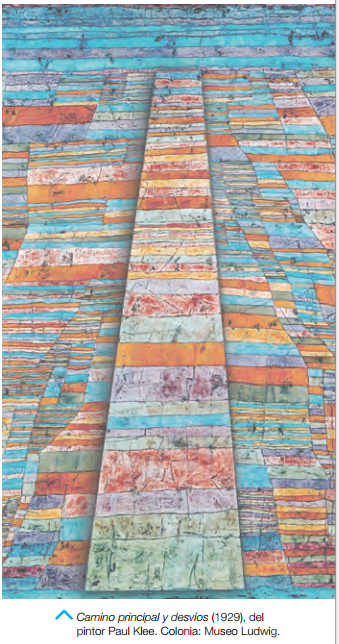 Camino principal y desvíos (1929), del
pintor Paul Klee. Colonia: Museo Ludwig.